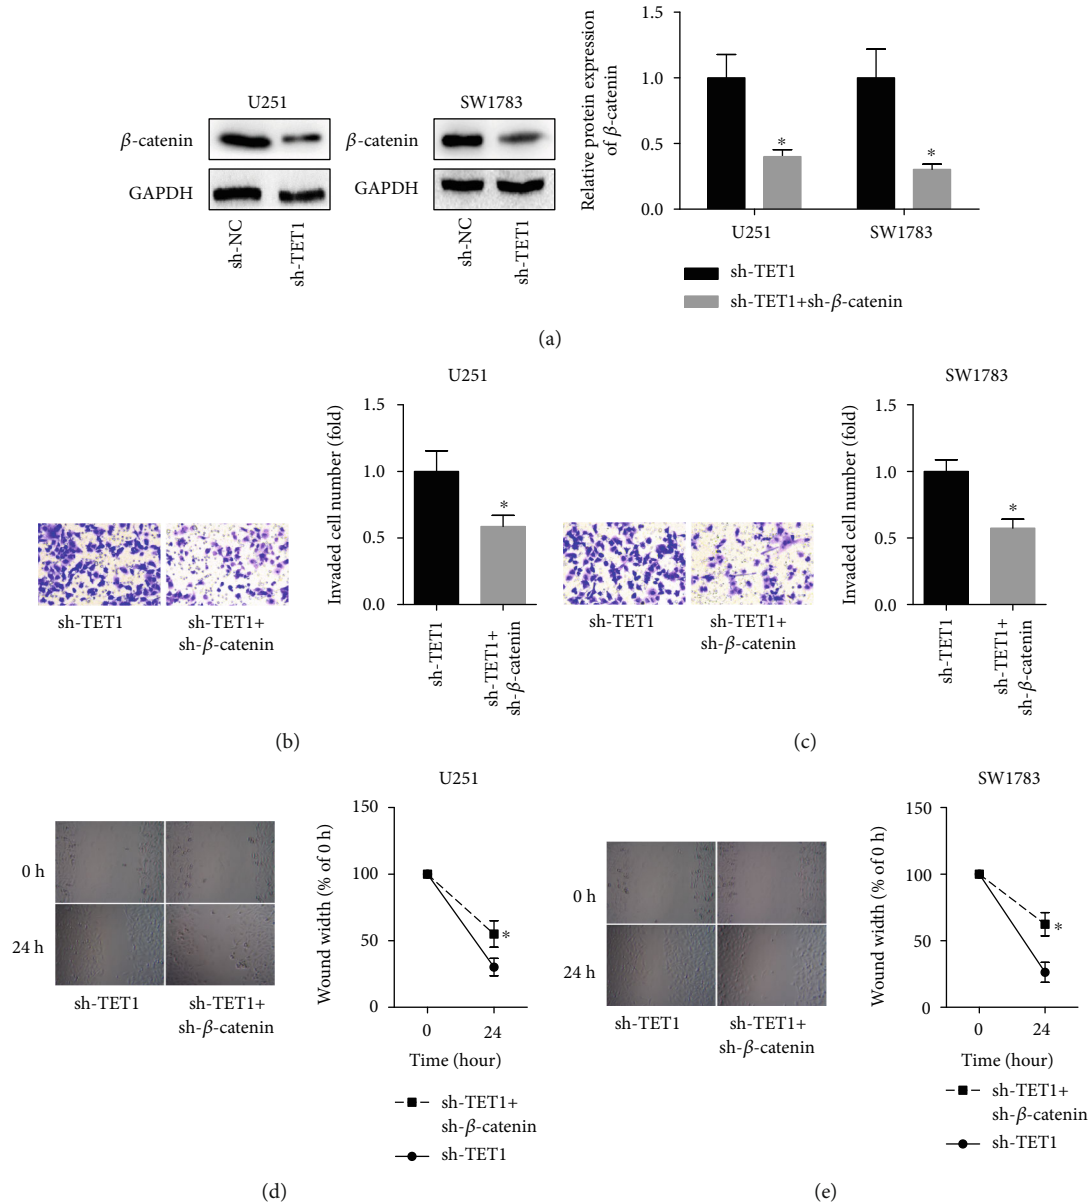 U251
β-catenin
GAPDH
sh-NC
sh-TET1
SW1783
β-catenin
GAPDH
sh-NC
sh-TET1
Relative protein expression
of β-catenin
1.5
1.0
0.5
0.0
*
*
U251
SW1783
sh-TET1
sh-TET1+sh-β-catenin
(a)
sh-TET1
sh-TET1+
sh-β-catenin
U251
Invaded cell number (fold)
1.5
1.0
0.5
0.0
*
sh-TET1
sh-TET1+
sh-β-catenin
(b)
sh-TET1
sh-TET1+
sh-β-catenin
SW1783
Invaded cell number (fold)
1.5
1.0
0.5
0.0
*
sh-TET1
sh-TET1+
sh-β-catenin
(c)
0 h
24 h
sh-TET1
sh-TET1+
sh-β-catenin
U251
Wound width (% of 0 h)
150
100
50
0
*
0
24
Time (hour)
sh-TET1+
sh-β-catenin
sh-TET1
(d)
0 h
24 h
sh-TET1
sh-TET1+
sh-β-catenin
SW1783
Wound width (% of 0 h)
150
100
50
0
*
0
24
Time (hour)
sh-TET1+
sh-β-catenin
sh-TET1
(e)